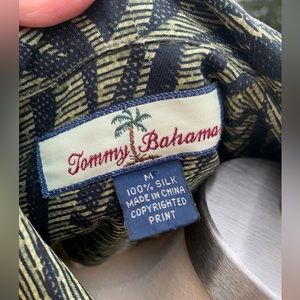 Tommy Bahama
M
100% SILK
MADE IN CHINA
COPYRIGHTED
PRINT